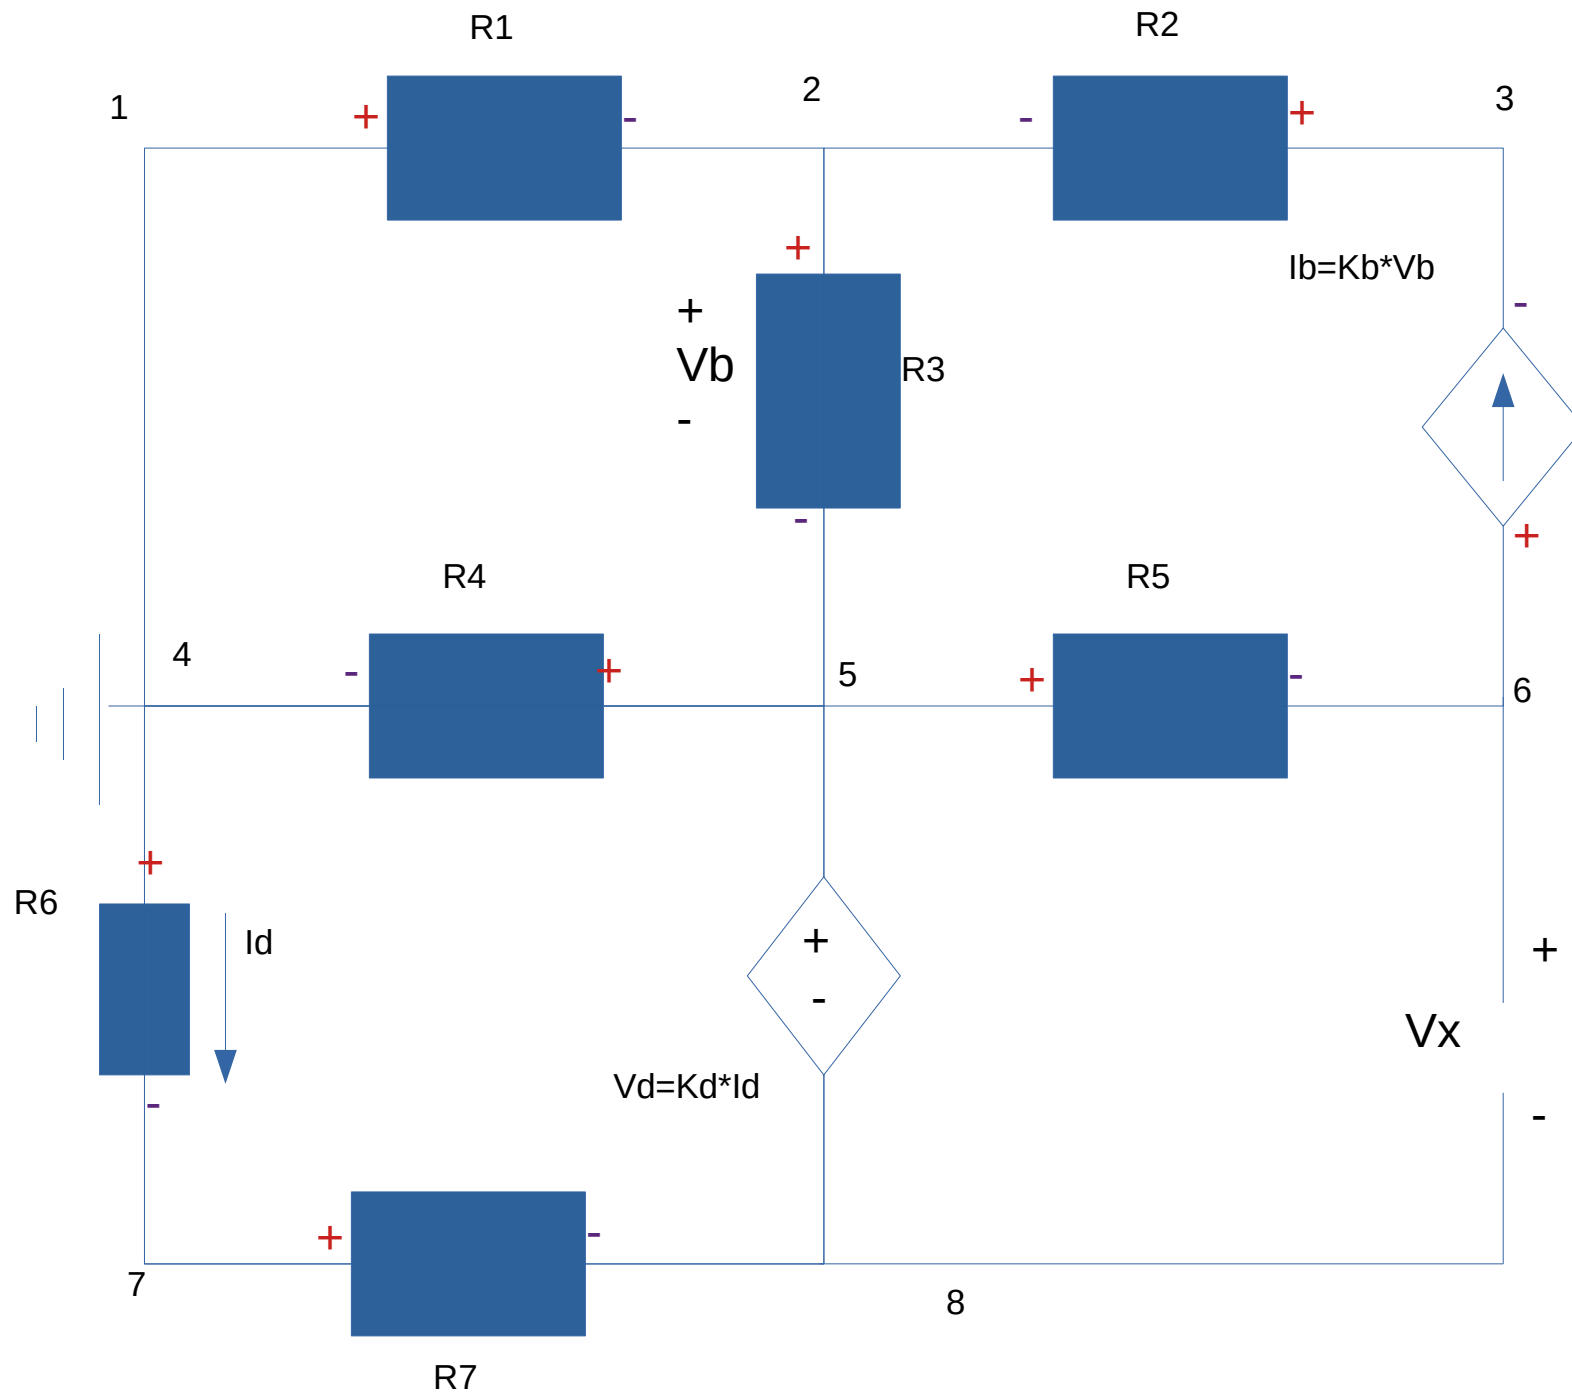 R1
R2
1
2
3
+
-
-
+
+
Ib=Kb*Vb
-
+
Vb
-
R3
-
+
R4
R5
4
-
+
5
+
-
6
+
R6
Id
+
-
+
Vx
-
Vd=Kd*Id
-
+
-
7
8
R7